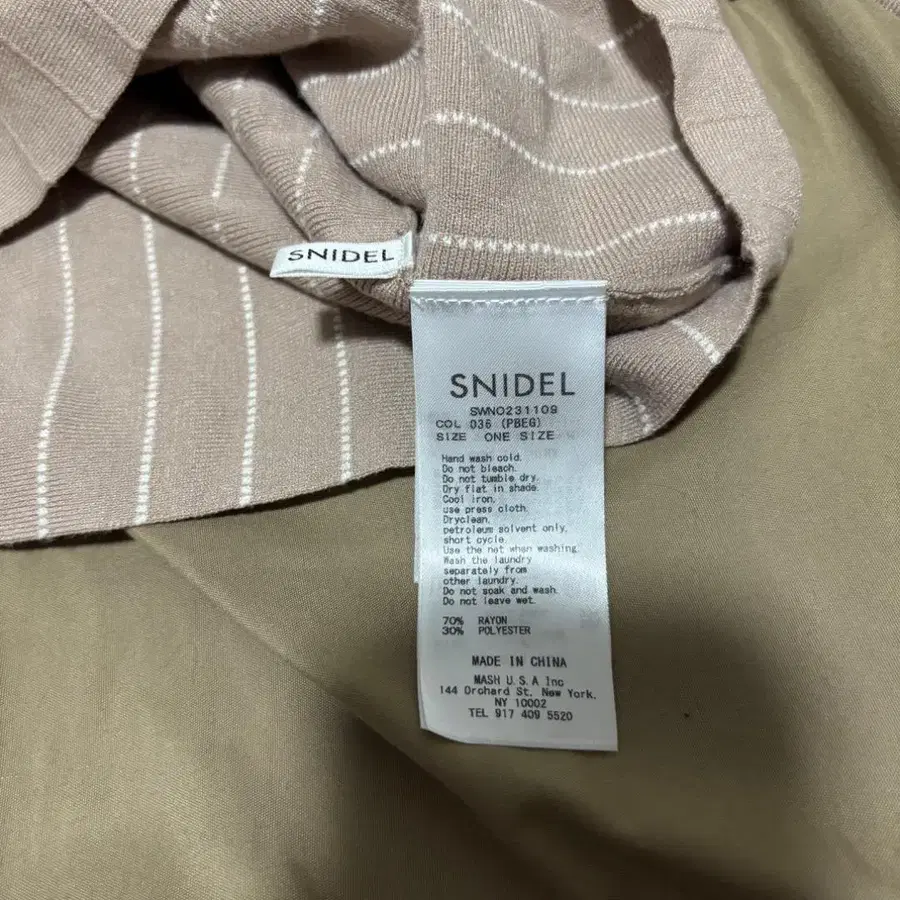 SNIDEL
SNIDEL
SWNO231109
COL 036 (PBEG)
SIZE ONE SIZE
Hand wash cold.
Do not bleach.
Do not tumble dry.
Dry flat in shade.
Cool iron.
use press cloth.
Dryclean.
petroleum solvent only.
short cycle.
Use the net when washing.
Wash the laundry
separately from
other laundry.
Do not soak and wash.
Do not leave wet.
70% RAYON
30% POLYESTER
MADE IN CHINA
MASH U.S.A Inc
144 Orchard St. New York.
NY 10002
TEL 917 409 5520